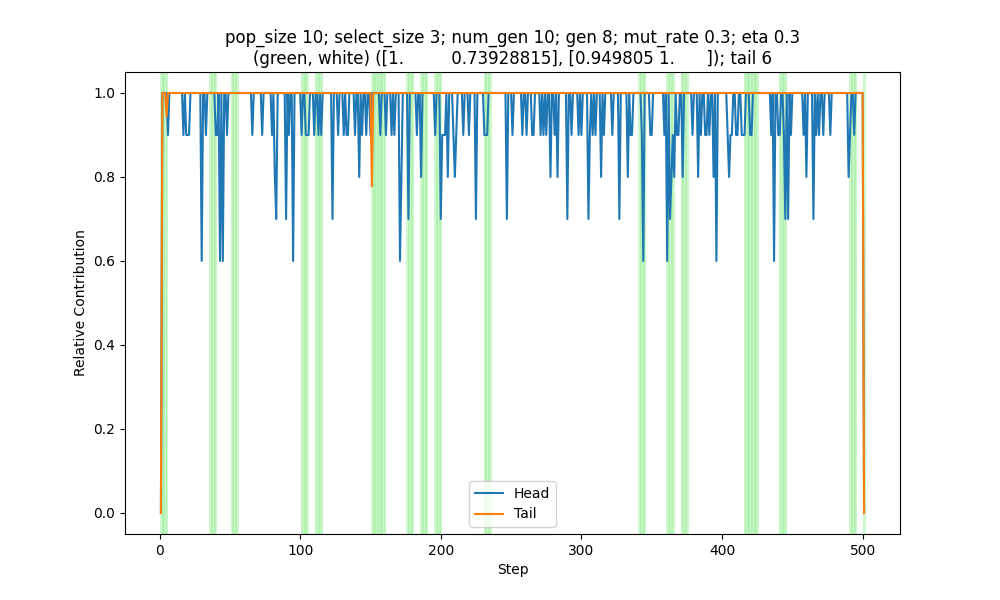 pop_size 10; select_size 3; num_gen 10; gen 8; mut_rate 0.3; eta 0.3
(green, white) ([1. 0.73928815], [0.949805 1. ]); tail 6
Relative Contribution
1.0
0.8
0.6
0.4
0.2
0.0
Head
Tail
0 100 200 300 400 500
Step